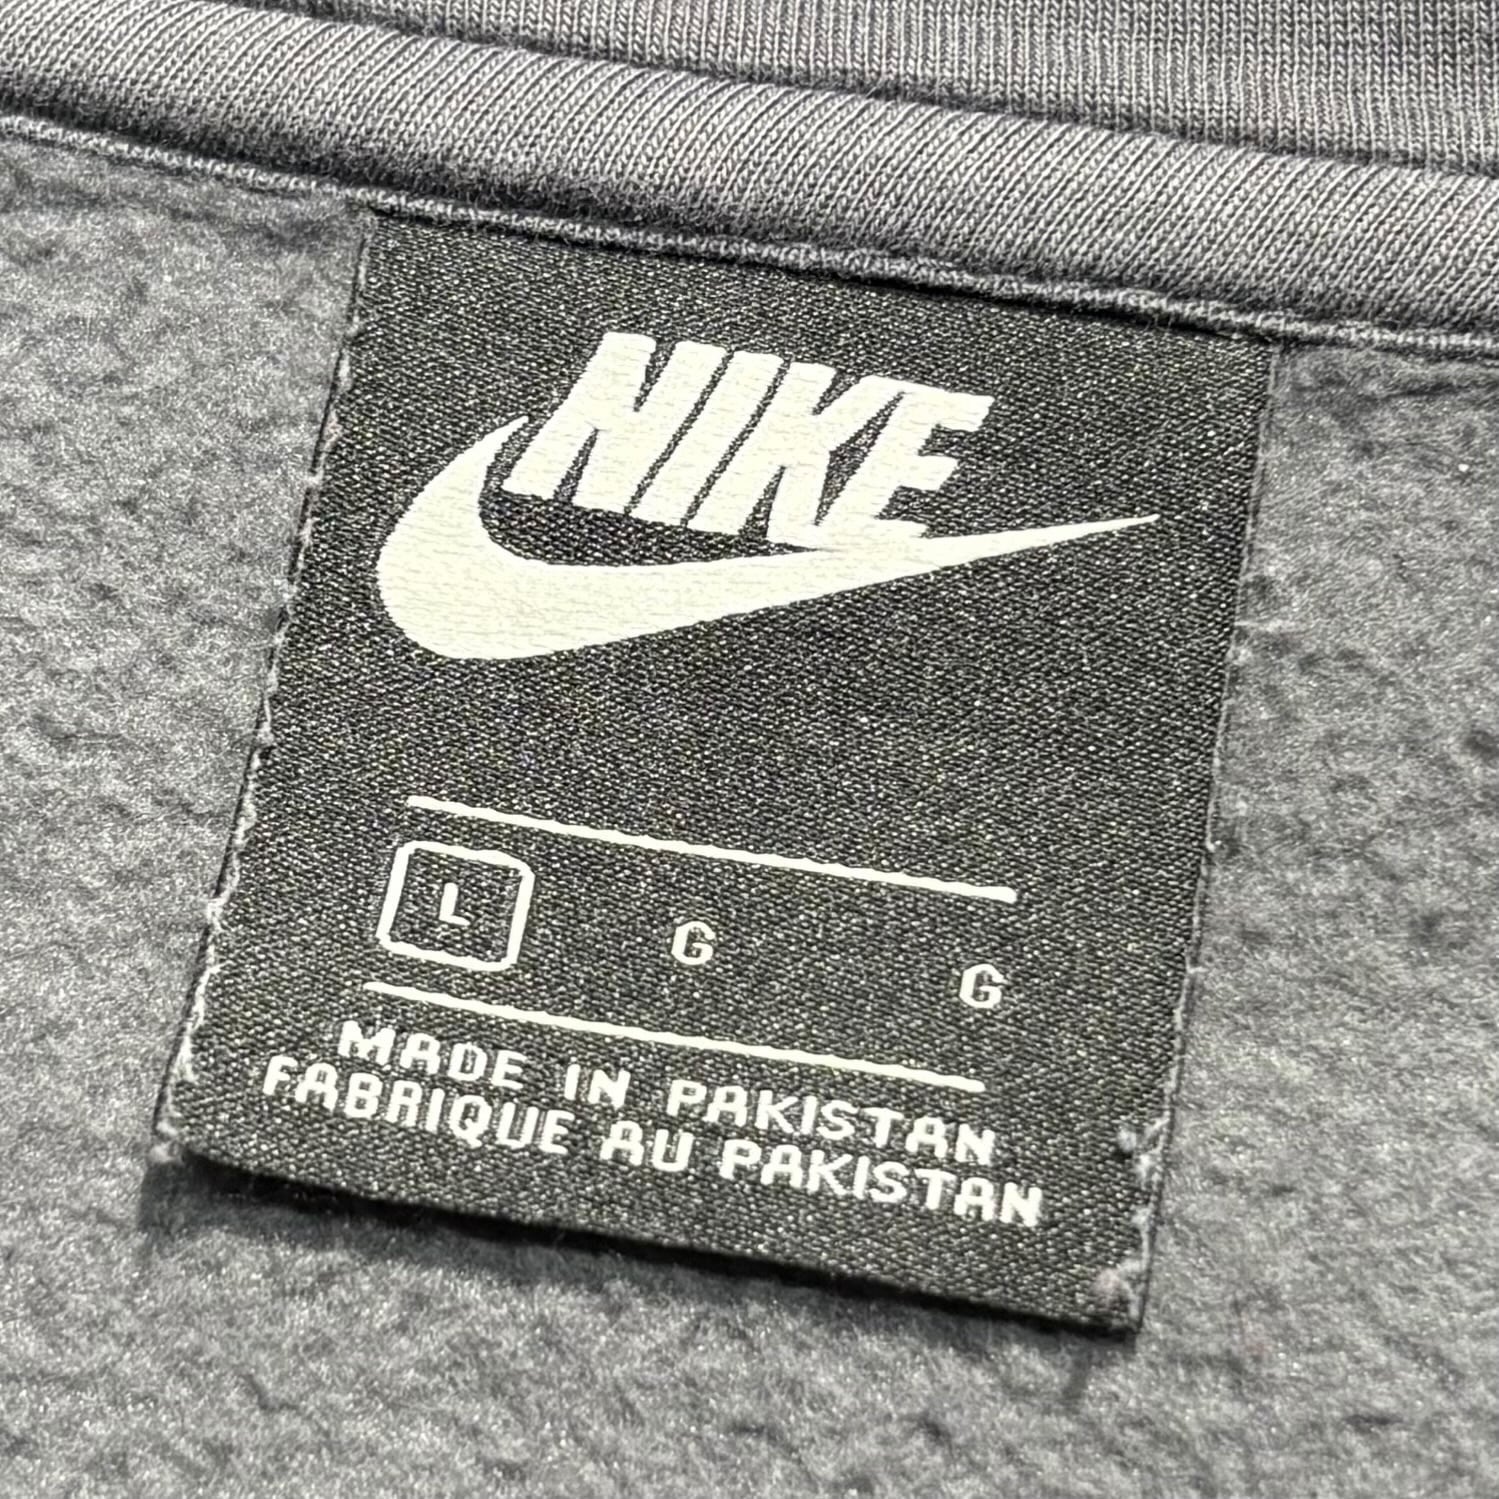 NIKE
L G G
MADE IN PAKISTAN
FABRIQUE AU PAKISTAN